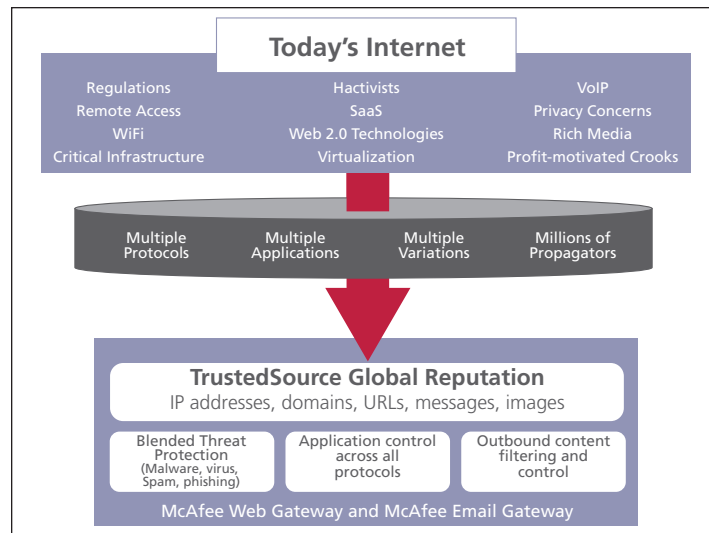 Today's Internet
Regulations
Remote Access
WiFi
Critical Infrastructure
Hactivists
SaaS
Web 2.0 Technologies
Virtualization
VoIP
Privacy Concerns
Rich Media
Profit-motivated Crooks
Multiple
Protocols
Multiple
Applications
Multiple
Variations
Millions of
Propagators
TrustedSource Global Reputation
IP addresses, domains, URLs, messages, images
Blended Threat
Protection
(Malware, virus,
Spam, phishing)
Application control
across all
protocols
Outbound content
filtering and
control
McAfee Web Gateway and McAfee Email Gateway